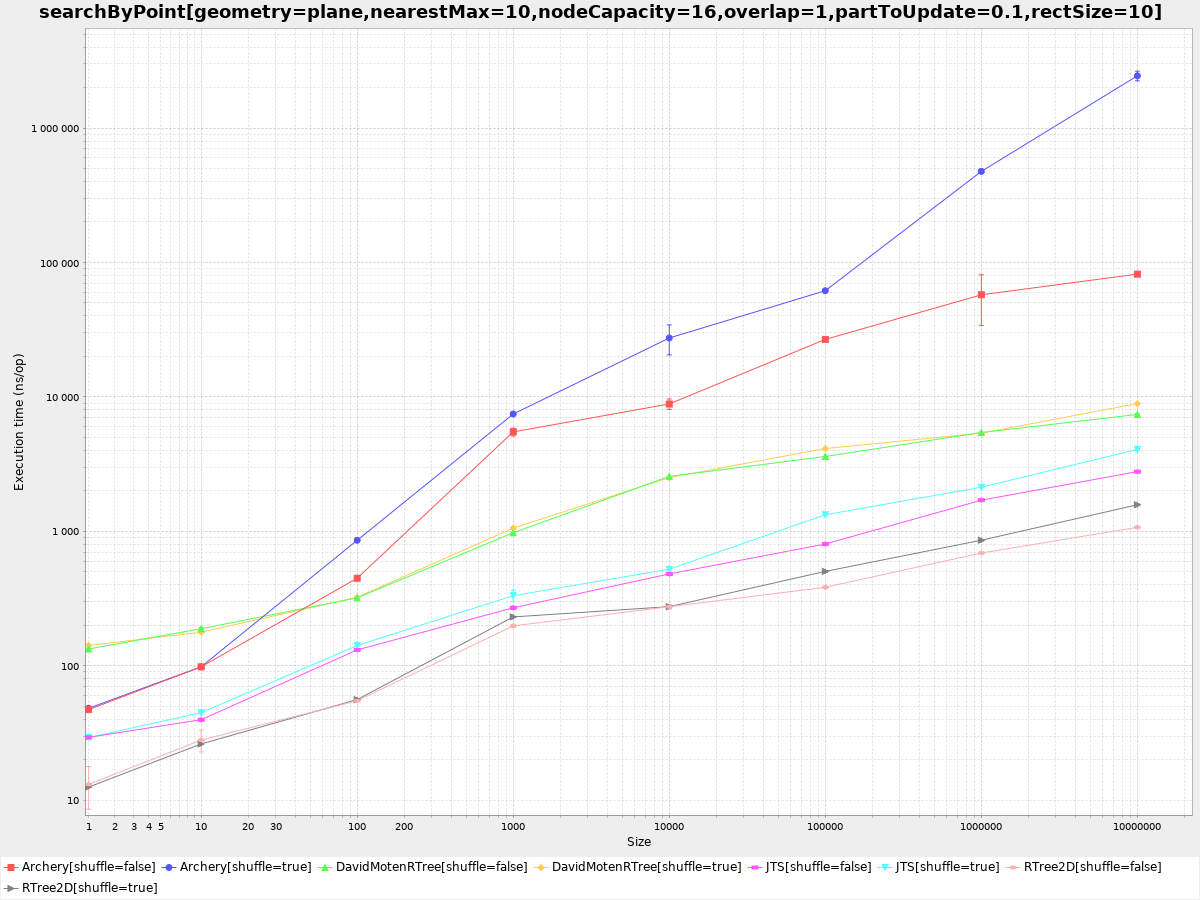 searchByPoint[geometry=plane,nearestMax=10,nodeCapacity=16,overlap=1,partToUpdate=0.1,rectSize=10]
Execution time (ns/op)
1 000 000
100 000
10 000
1 000
100
10
1 2 3 4 5 10 20 30 100 200 1000 10000 100000 1000000 10000000
Size
Archery[shuffle=false] Archery[shuffle=true] DavidMotenRTree[shuffle=false] DavidMotenRTree[shuffle=true] JTS[shuffle=false] JTS[shuffle=true] RTree2D[shuffle=false]
RTree2D[shuffle=true]